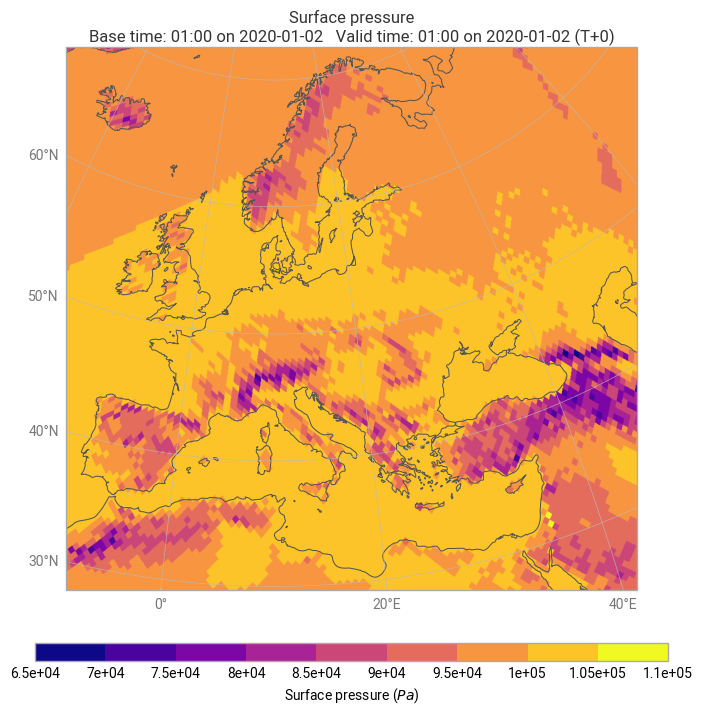 Surface pressure
Base time: 01:00 on 2020-01-02   Valid time: 01:00 on 2020-01-02 (T+0)
60°N
50°N
40°N
30°N
0°
20°E
40°E
6.5e+04 7e+04 7.5e+04 8e+04 8.5e+04 9e+04 9.5e+04 1e+05 1.05e+05 1.1e+05
Surface pressure (Pa)